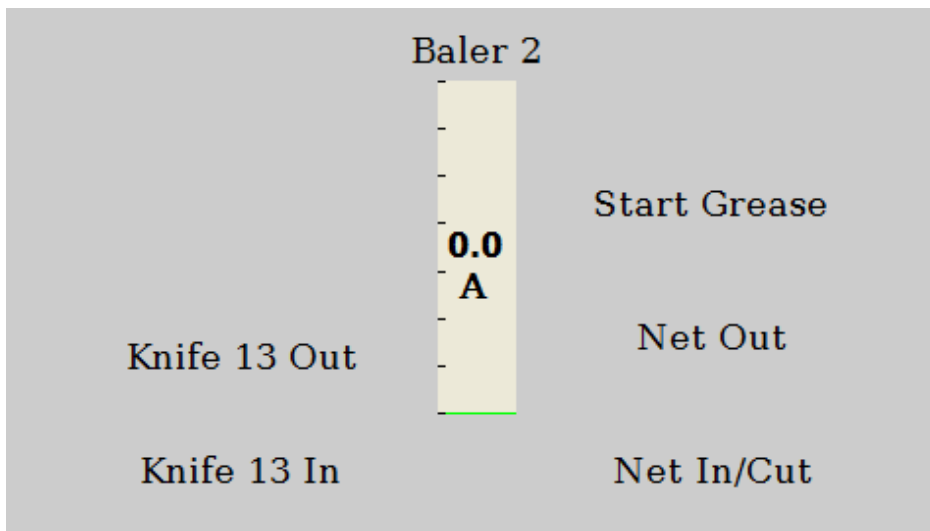 Baler 2
Start Grease
0.0
A
Net Out
Knife 13 Out
Knife 13 In
Net In/Cut